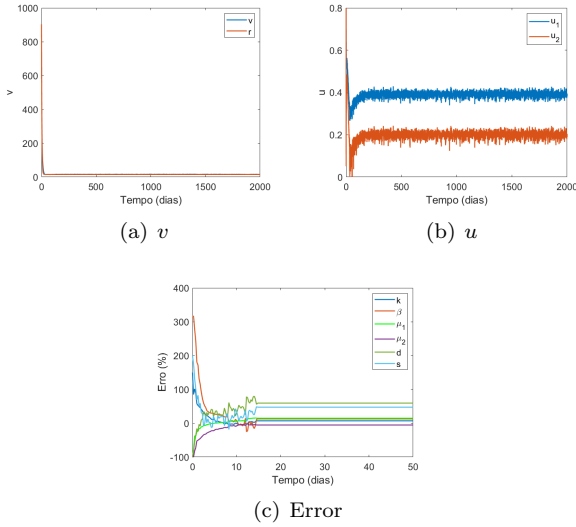 1000
800
600
400
200
0
v
0 500 1000 1500 2000
Tempo (dias)
v
r
(a) v
0.8
0.6
0.4
0.2
0
u
0 500 1000 1500 2000
Tempo (dias)
u₁
u₂
(b) u
400
300
200
100
0
-100
Erro (%)
0 10 20 30 40 50
Tempo (dias)
k
β
μ₁
μ₂
d
s
(c) Error